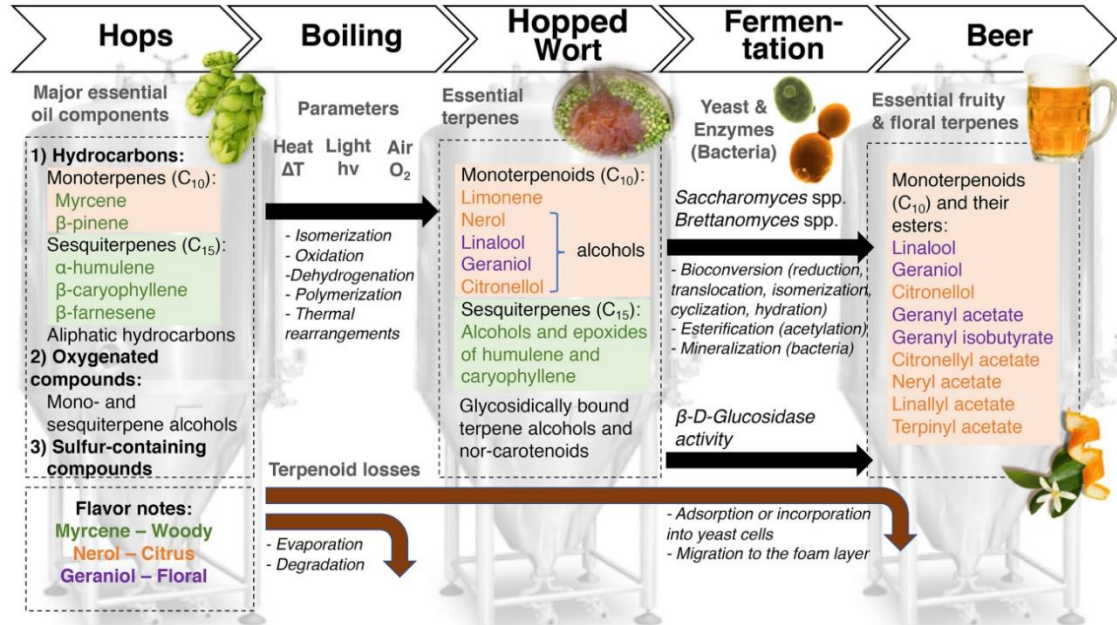 Hops
Boiling
Hopped
Wort
Fermen-
tation
Beer
Major essential
oil components
1) Hydrocarbons:
Monoterpenes (C₁₀):
Myrcene
β-pinene
Sesquiterpenes (C₁₅):
α-humulene
β-caryophyllene
β-farnesene
Aliphatic hydrocarbons
2) Oxygenated
compounds:
Mono- and
sesquiterpene alcohols
3) Sulfur-containing
compounds
Flavor notes:
Myrcene – Woody
Nerol – Citrus
Geraniol – Floral
Parameters
Heat Light Air
ΔT hν O₂
- Isomerization
- Oxidation
-Dehydrogenation
- Polymerization
- Thermal
rearrangements
Terpenoid losses
- Evaporation
- Degradation
Essential
terpenes
Monoterpenoids (C₁₀):
Limonene
Nerol
Linalool
Geraniol
Citronellol
alcohols
Sesquiterpenes (C₁₅):
Alcohols and epoxides
of humulene and
caryophyllene
Glycosidically bound
terpene alcohols and
nor-carotenoids
Yeast &
Enzymes
(Bacteria)
Saccharomyces spp.
Brettanomyces spp.
- Bioconversion (reduction,
translocation, isomerization,
cyclization, hydration)
- Esterification (acetylation)
- Mineralization (bacteria)
β-D-Glucosidase
activity
- Adsorption or incorporation
into yeast cells
- Migration to the foam layer
Essential fruity
& floral terpenes
Monoterpenoids
(C₁₀) and their
esters:
Linalool
Geraniol
Citronellol
Geranyl acetate
Geranyl isobutyrate
Citronellyl acetate
Neryl acetate
Linallyl acetate
Terpinyl acetate